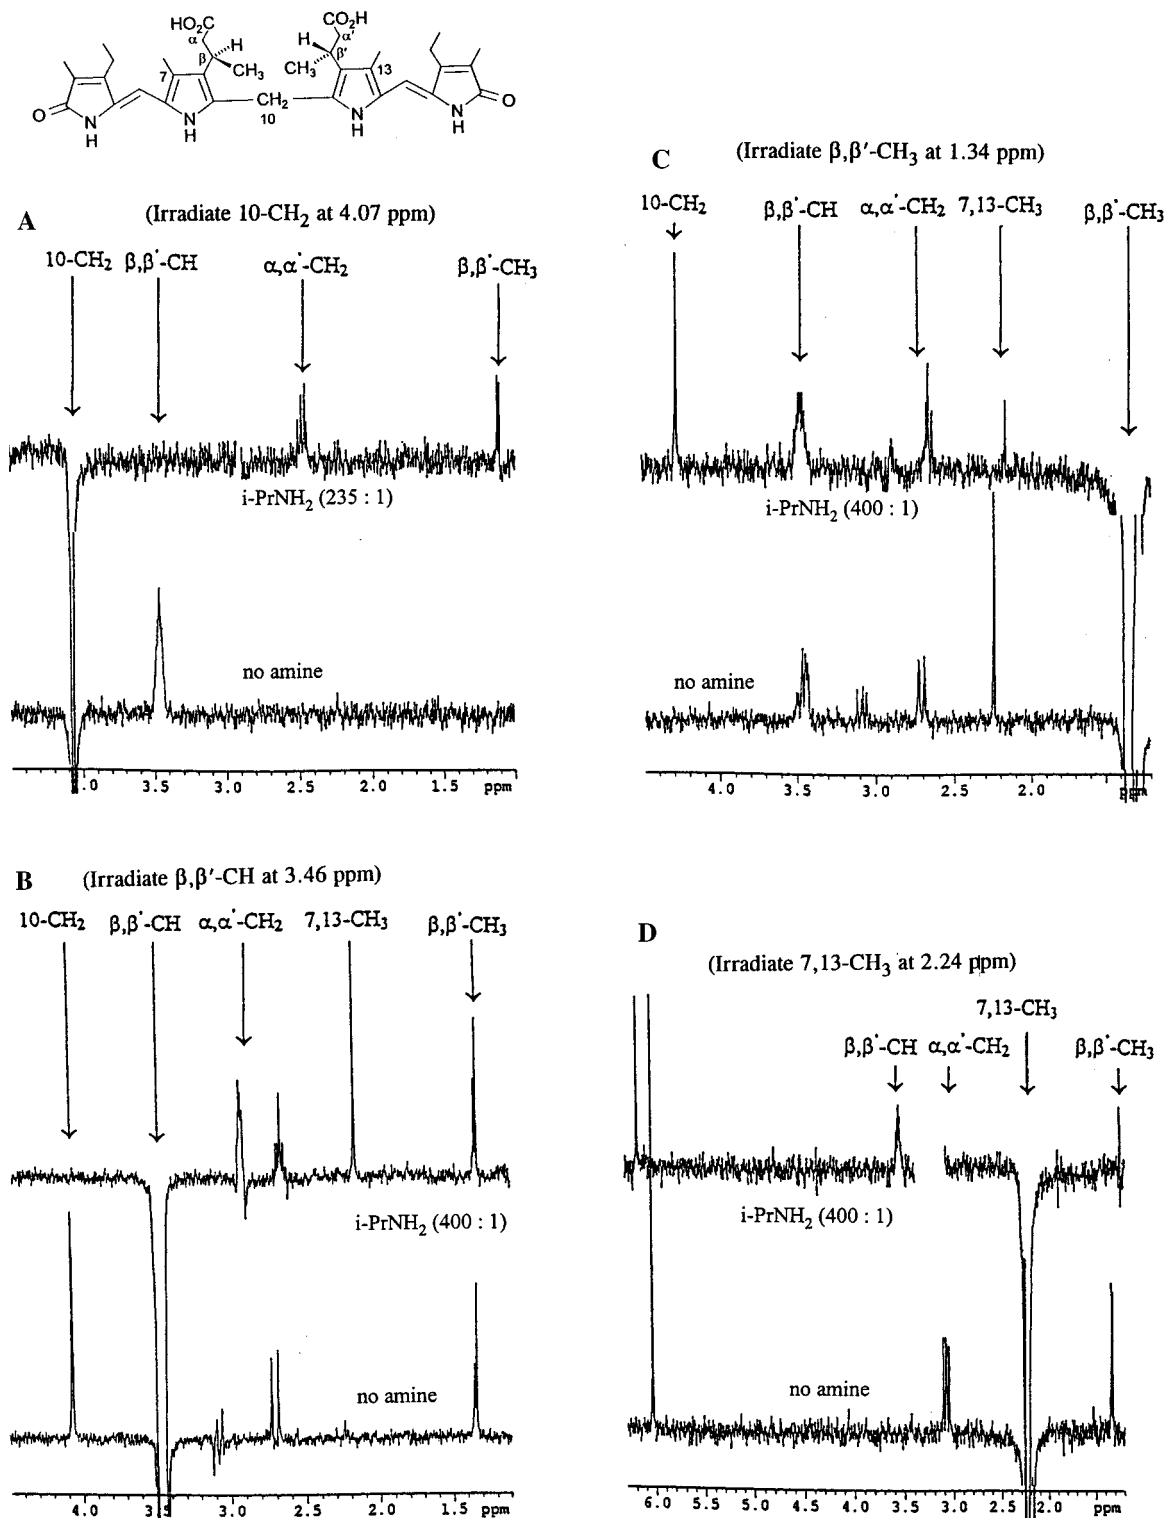 HO₂C
CO₂H
α
α'
H
H
β
β'
CH₃
CH₃
7
13
O
N
H
N
H
CH₂
10
N
H
N
H
O
A
(Irradiate 10-CH₂ at 4.07 ppm)
10-CH₂ β,β'-CH α,α'-CH₂ β,β'-CH₃
i-PrNH₂ (235 : 1)
no amine
4.0 3.5 3.0 2.5 2.0 1.5 ppm
C
(Irradiate β,β′-CH₃ at 1.34 ppm)
10-CH₂ β,β'-CH α,α'-CH₂ 7,13-CH₃ β,β'-CH₃
i-PrNH₂ (400 : 1)
no amine
4.0 3.5 3.0 2.5 2.0 ppm
B
(Irradiate β,β′-CH at 3.46 ppm)
10-CH₂ β,β'-CH α,α'-CH₂ 7,13-CH₃ β,β'-CH₃
i-PrNH₂ (400 : 1)
no amine
4.0 3.5 3.0 2.5 2.0 1.5 ppm
D
(Irradiate 7,13-CH₃ at 2.24 ppm)
7,13-CH₃
β,β'-CH α,α'-CH₂ β,β'-CH₃
i-PrNH₂ (400 : 1)
no amine
6.0 5.5 5.0 4.5 4.0 3.5 3.0 2.5 2.0 ppm